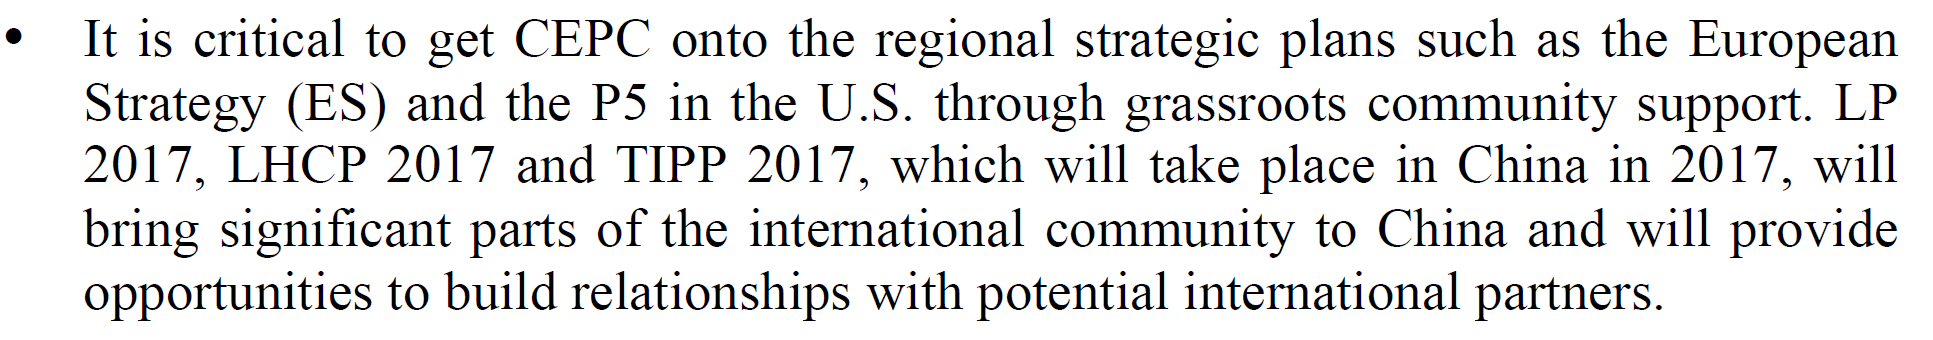 • It is critical to get CEPC onto the regional strategic plans such as the European
Strategy (ES) and the P5 in the U.S. through grassroots community support. LP
2017, LHCP 2017 and TIPP 2017, which will take place in China in 2017, will
bring significant parts of the international community to China and will provide
opportunities to build relationships with potential international partners.